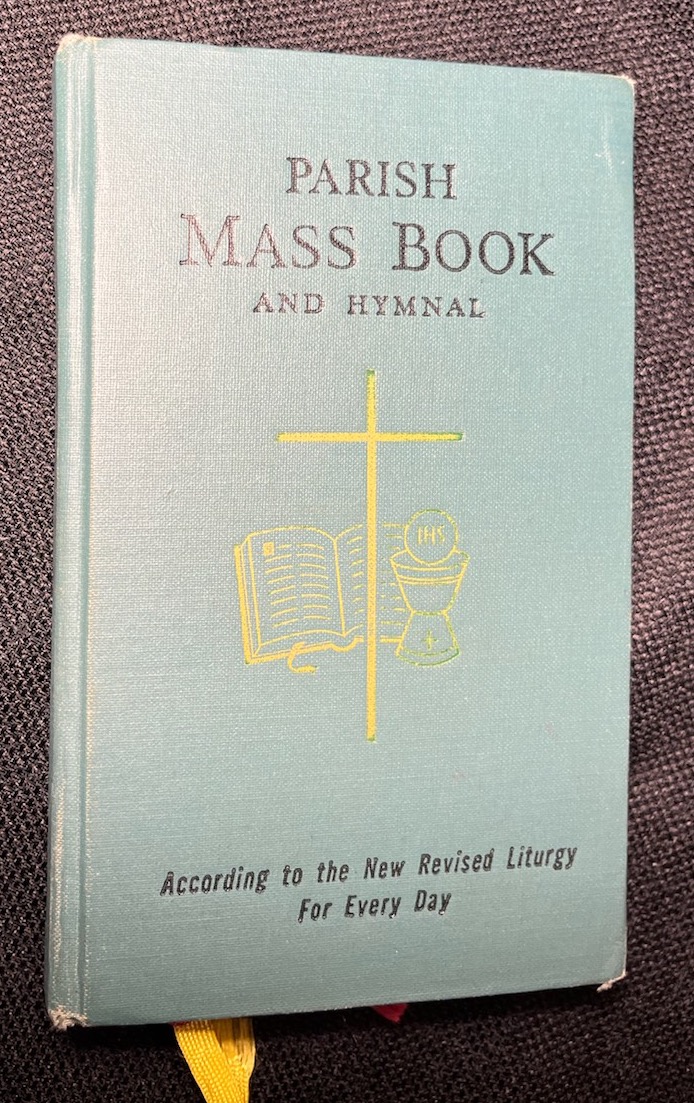 PARISH
MASS BOOK
AND HYMNAL
IHS
According to the New Revised Liturgy
For Every Day